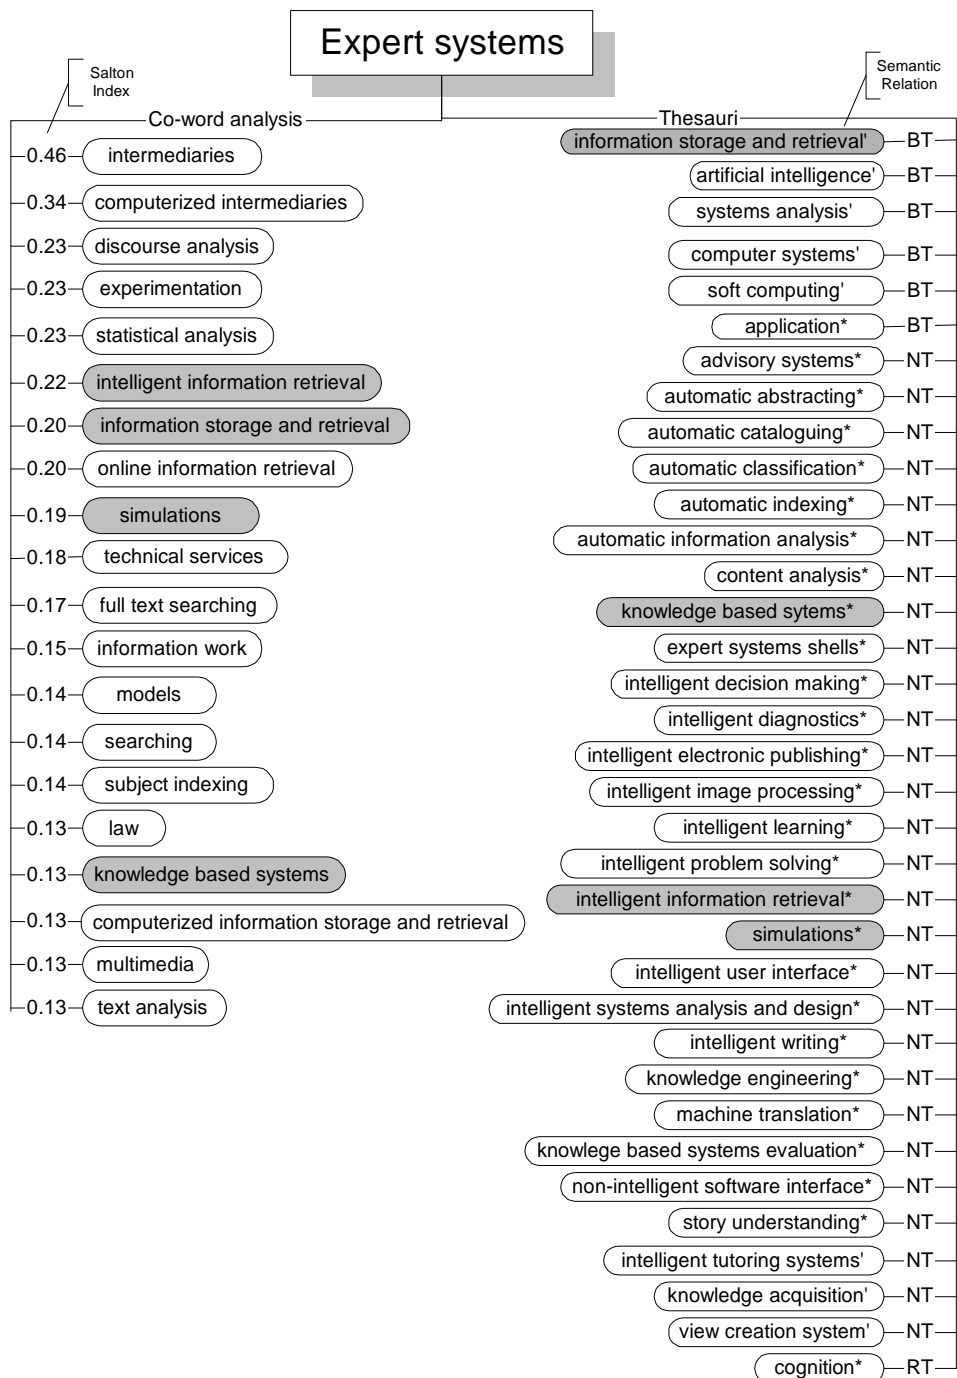 Expert systems
Salton
Index
Semantic
Relation
Co-word analysis
0.46 intermediaries
0.34 computerized intermediaries
0.23 discourse analysis
0.23 experimentation
0.23 statistical analysis
0.22 intelligent information retrieval
0.20 information storage and retrieval
0.20 online information retrieval
0.19 simulations
0.18 technical services
0.17 full text searching
0.15 information work
0.14 models
0.14 searching
0.14 subject indexing
0.13 law
0.13 knowledge based systems
0.13 computerized information storage and retrieval
0.13 multimedia
0.13 text analysis
Thesauri
information storage and retrieval' BT
artificial intelligence' BT
systems analysis' BT
computer systems' BT
soft computing' BT
application* BT
advisory systems* NT
automatic abstracting* NT
automatic cataloguing* NT
automatic classification* NT
automatic indexing* NT
automatic information analysis* NT
content analysis* NT
knowledge based sytems* NT
expert systems shells* NT
intelligent decision making* NT
intelligent diagnostics* NT
intelligent electronic publishing* NT
intelligent image processing* NT
intelligent learning* NT
intelligent problem solving* NT
intelligent information retrieval* NT
simulations* NT
intelligent user interface* NT
intelligent systems analysis and design* NT
intelligent writing* NT
knowledge engineering* NT
machine translation* NT
knowlege based systems evaluation* NT
non-intelligent software interface* NT
story understanding* NT
intelligent tutoring systems' NT
knowledge acquisition' NT
view creation system' NT
cognition* RT